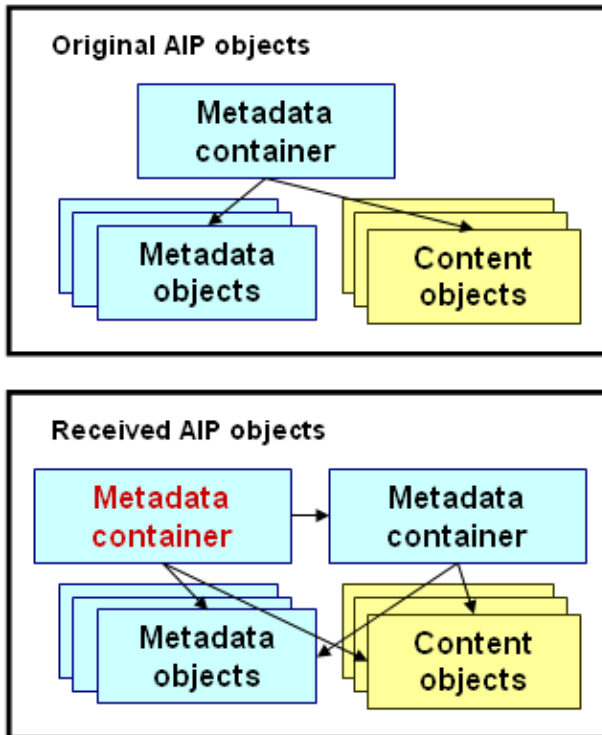 Original AIP objects
Metadata
container
Metadata
objects
Content
objects
Received AIP objects
Metadata
container
Metadata
container
Metadata
objects
Content
objects